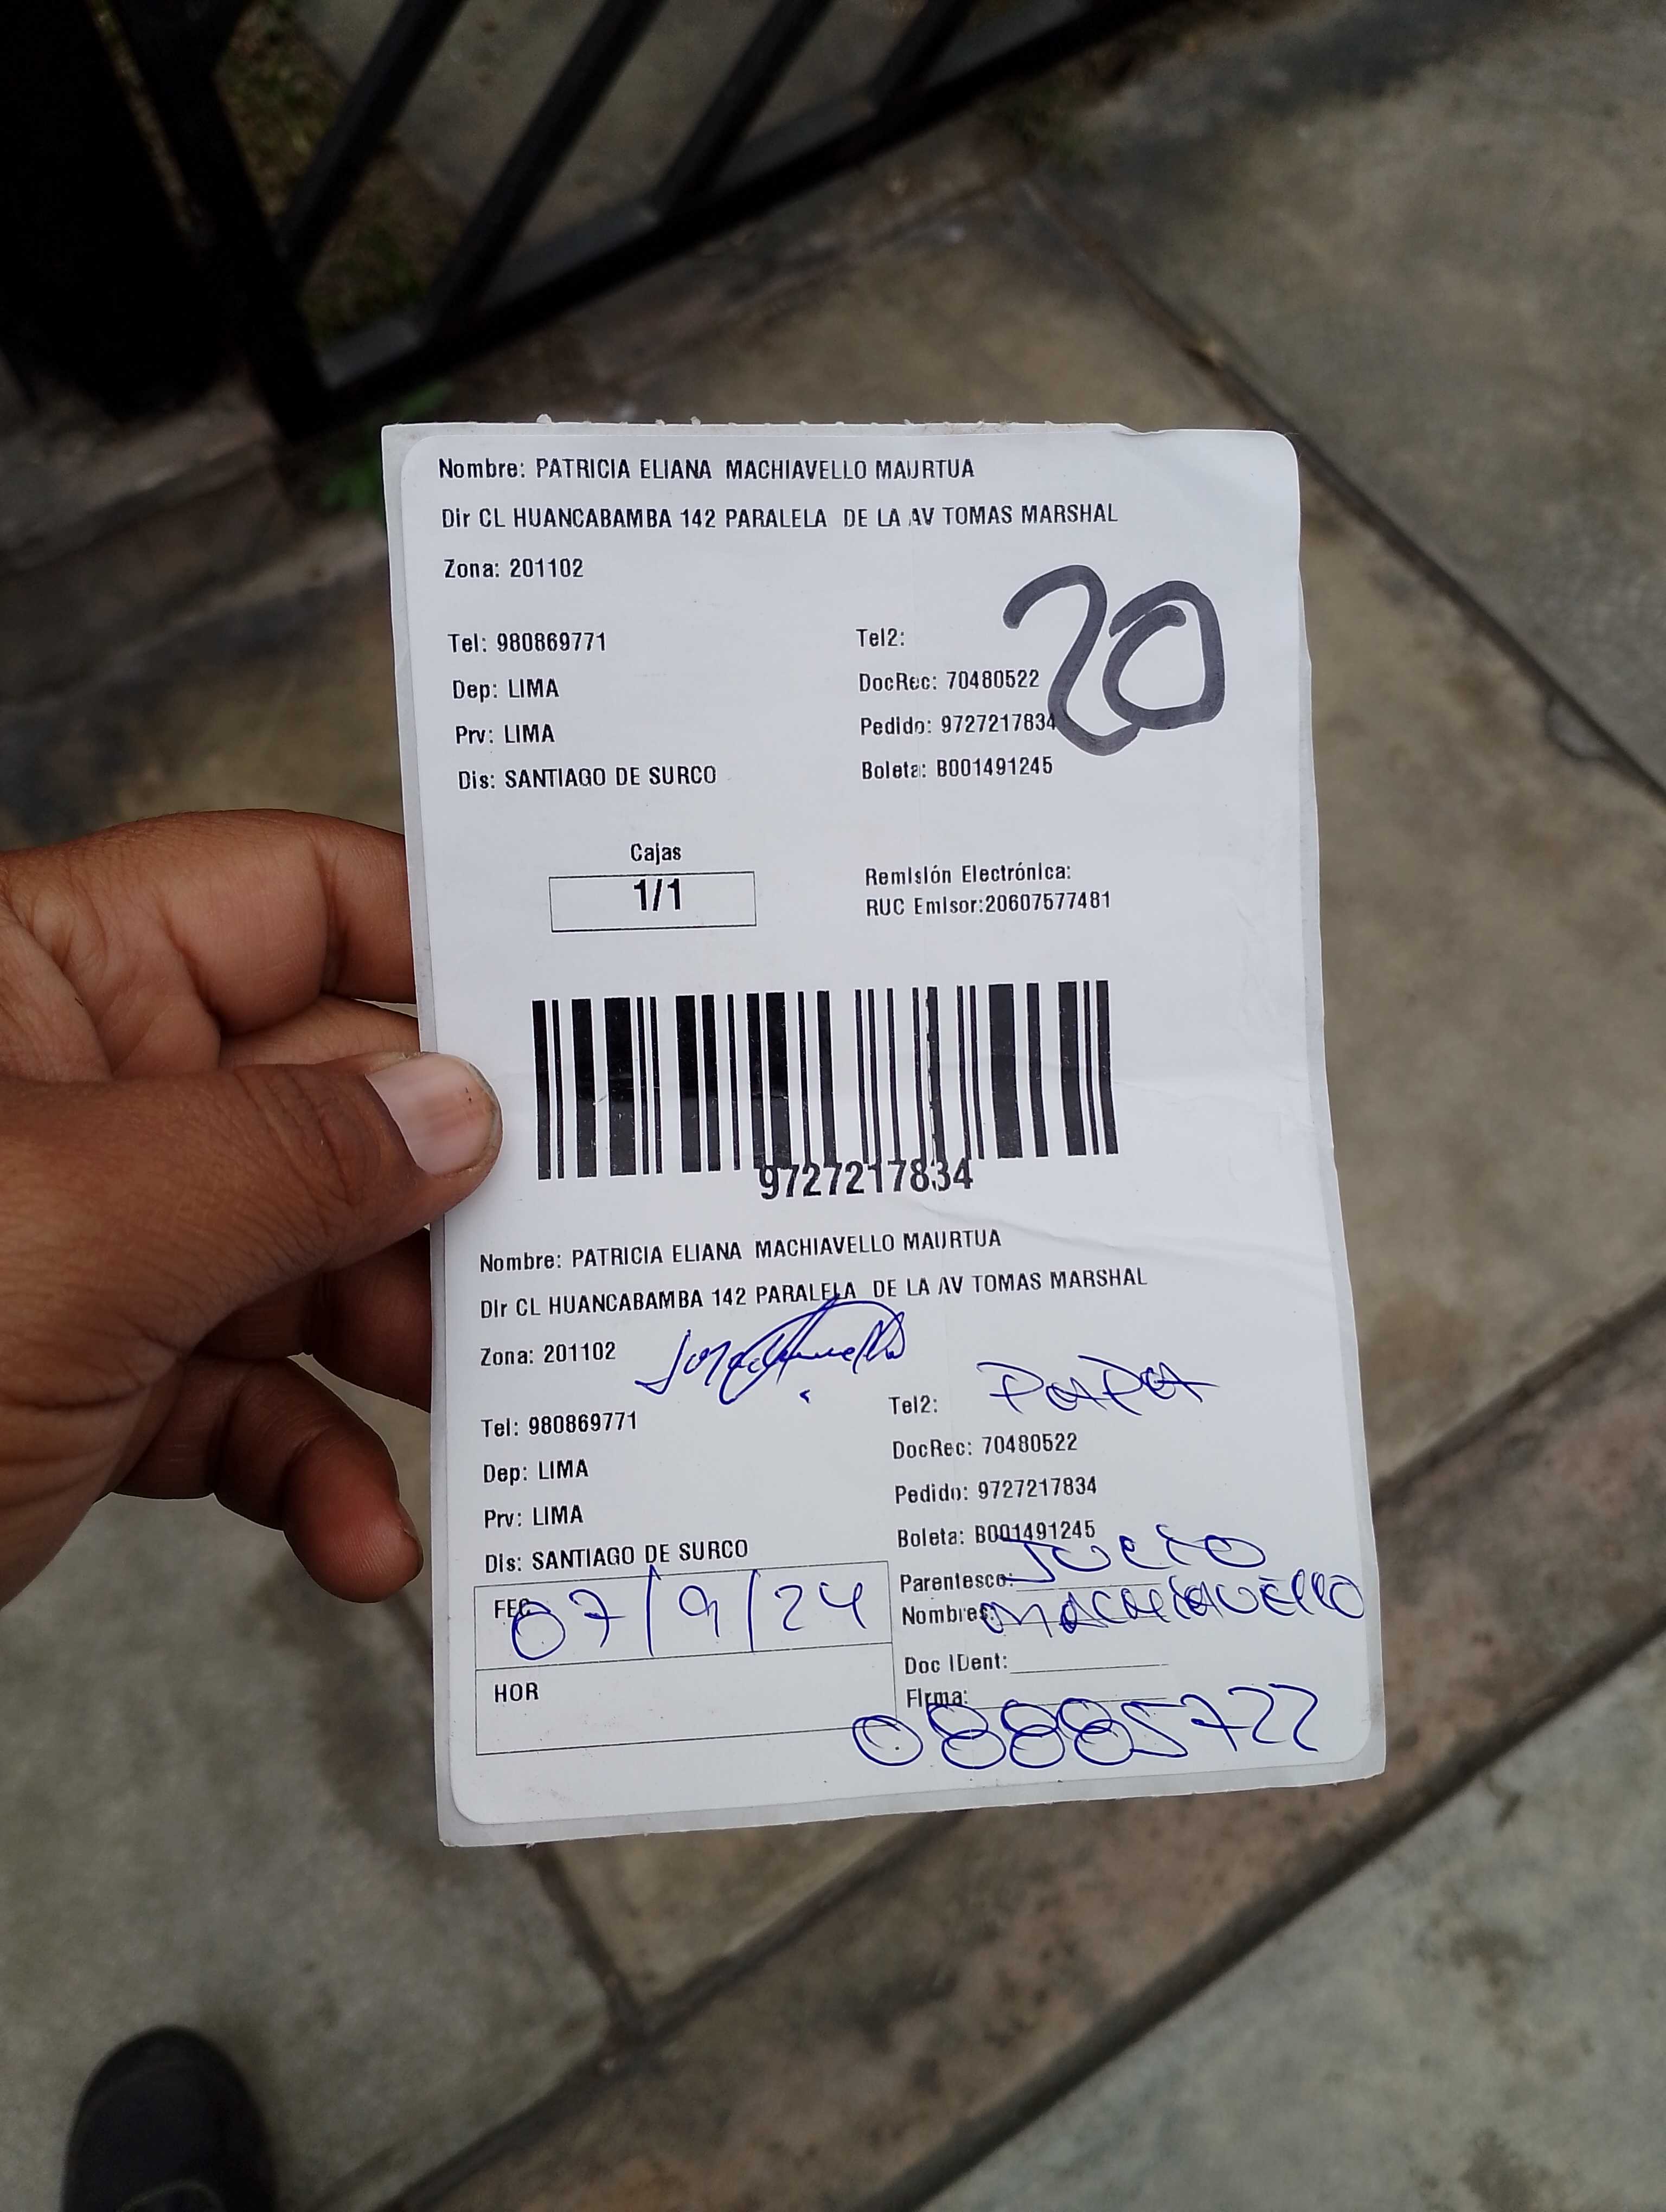 Nombre: PATRICIA ELIANA MACHIAVELLO MAURTUA
Dir CL HUANCABAMBA 142 PARALELA DE LA AV TOMAS MARSHAL
Zona: 201102
20
Tel: 980869771
Tel2:
Dep: LIMA
DocRec: 70480522
Prv: LIMA
Pedido: 9727217834
Dis: SANTIAGO DE SURCO
Boleta: B001491245
Cajas
1/1
Remisión Electrónica:
RUC Emisor:20607577481
9727217834
Nombre: PATRICIA ELIANA MACHIAVELLO MAURTUA
Dir CL HUANCABAMBA 142 PARALELA DE LA AV TOMAS MARSHAL
Zona: 201102
PAPA
Tel: 980869771
Tel2:
Dep: LIMA
DocRec: 70480522
Prv: LIMA
Pedido: 9727217834
Dis: SANTIAGO DE SURCO
Boleta: B001491245
FEC 07/9/24
Parentesco: JULIO
Nombres: MACHIAVELLO
HOR
Doc IDent:
Firma:
08885722